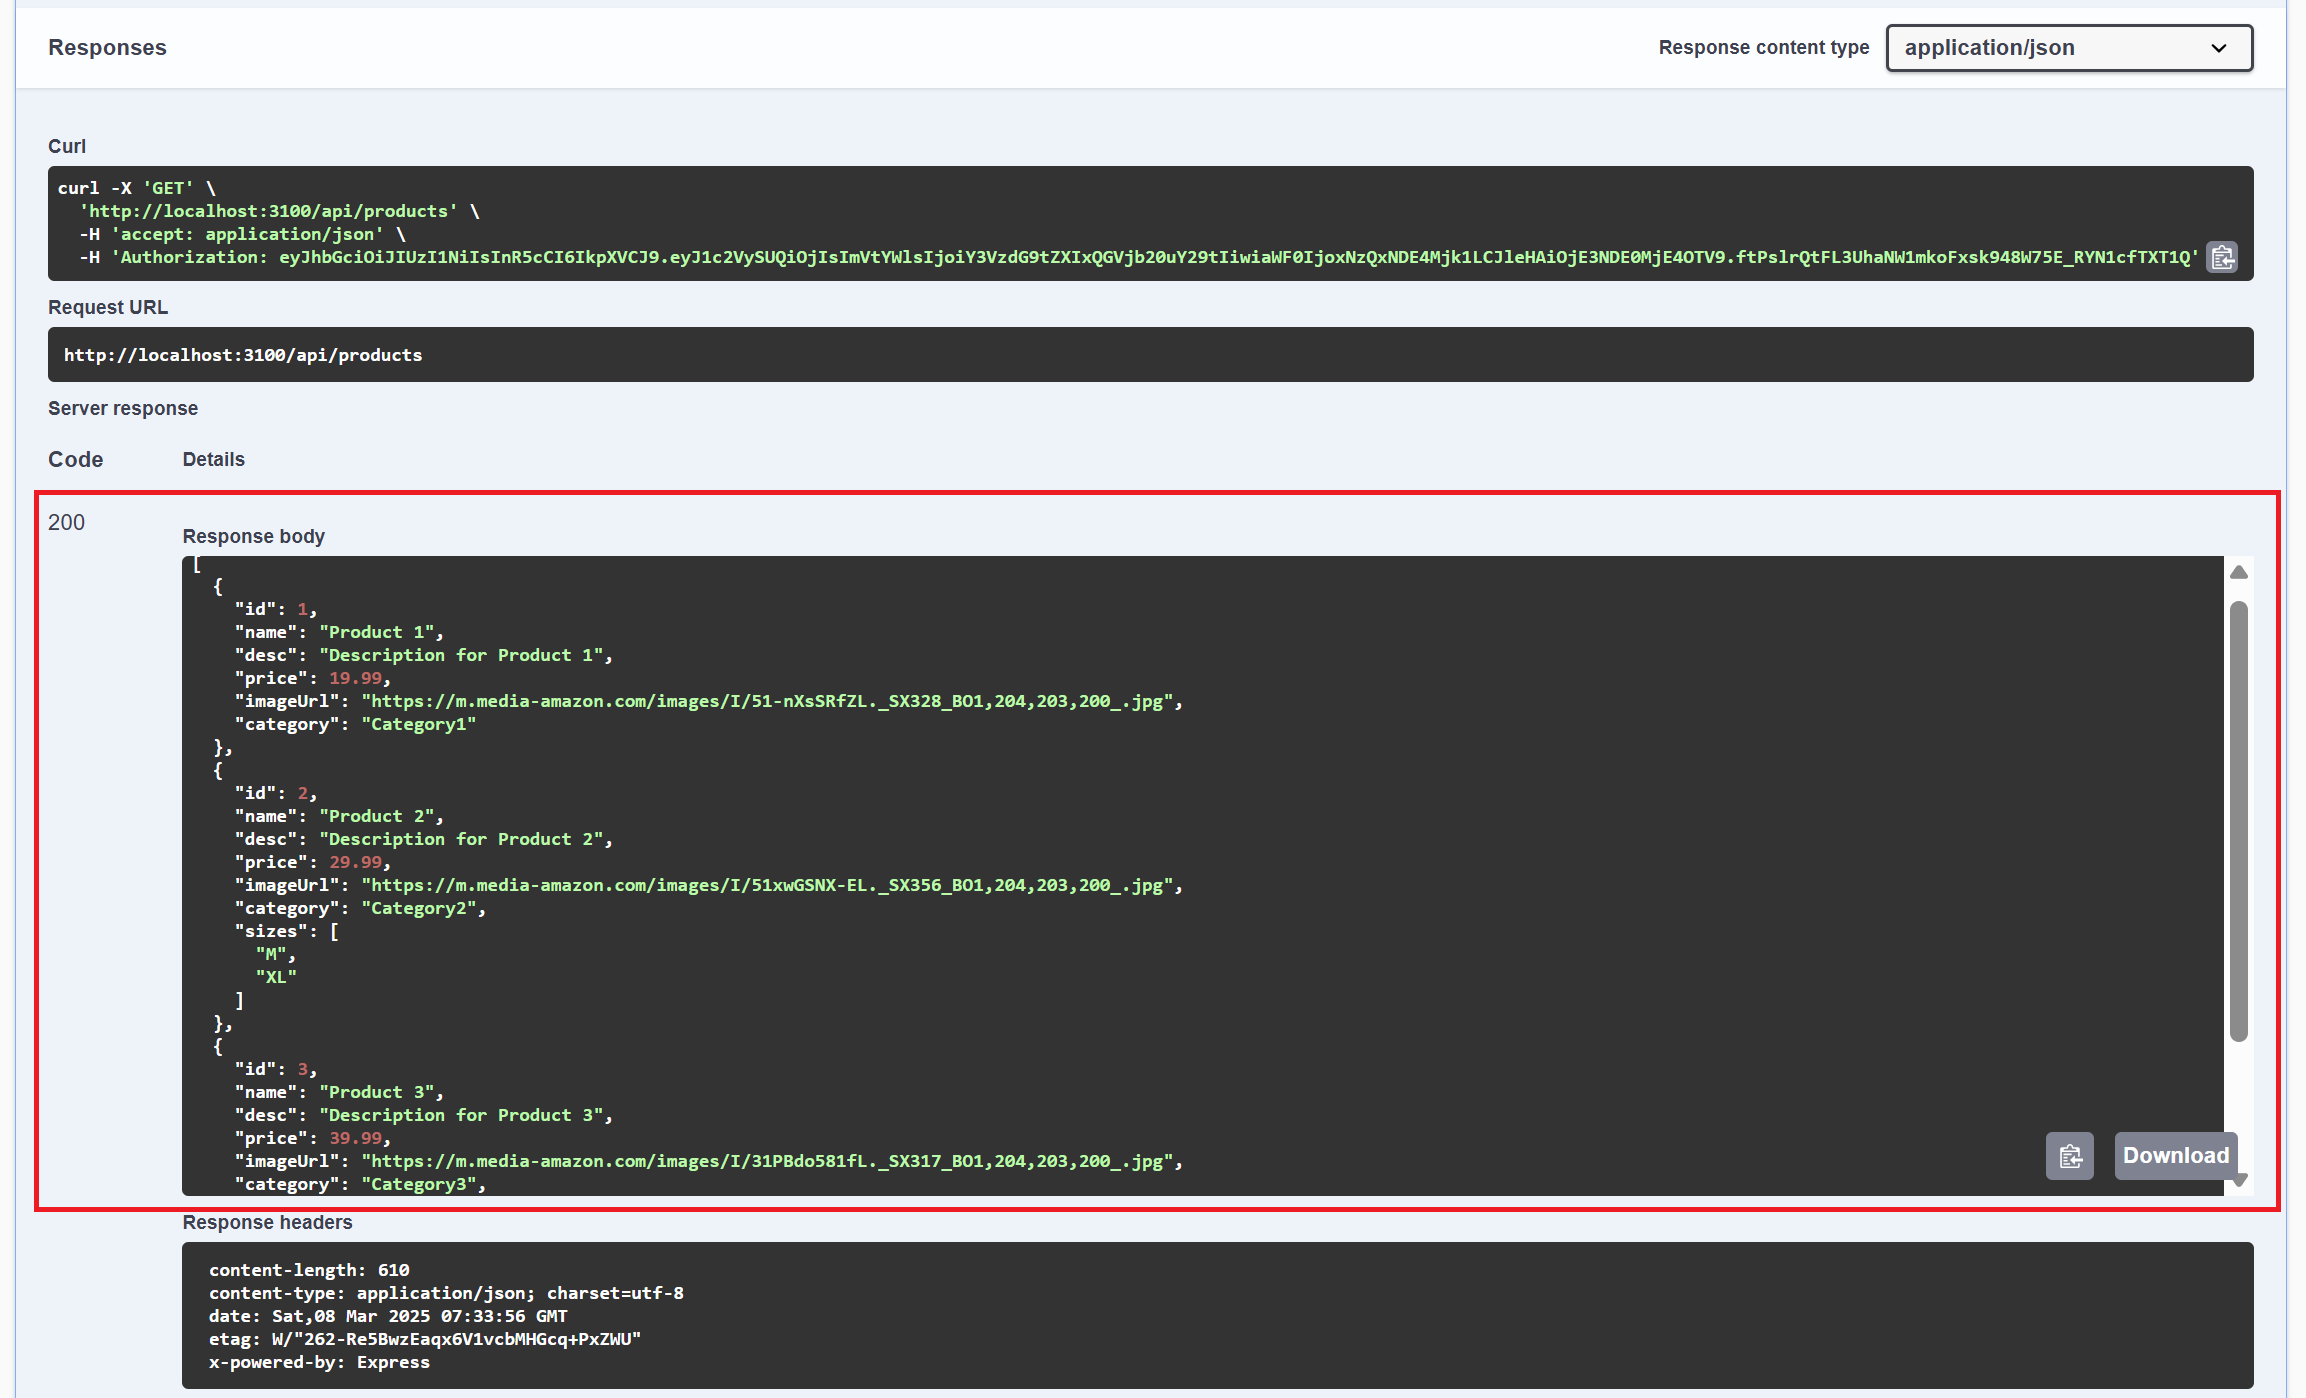 Responses
Response content type
application/json
Curl
curl -X 'GET' \
'http://localhost:3100/api/products' \
-H 'accept: application/json' \
-H 'Authorization: eyJhbGciOiJIUzI1NiIsInR5cCI6IkpXVCJ9.eyJ1c2VySUQiOjIsImVtYWlsIjoiY3VzdG9tZXIxQGVjb20uY29tIiwiaWF0IjoxNzQxNDE4Mjk1LCJleHAiOjE3NDE0MjE4OTV9.ftPslrQtFL3UhaNW1mkoFxsk948W75E_RYN1cfTXT1Q'
Request URL
http://localhost:3100/api/products
Server response
Code Details
200
Response body
[
{
"id": 1,
"name": "Product 1",
"desc": "Description for Product 1",
"price": 19.99,
"imageUrl": "https://m.media-amazon.com/images/I/51-nXsSRfZL._SX328_BO1,204,203,200_.jpg",
"category": "Category1"
},
{
"id": 2,
"name": "Product 2",
"desc": "Description for Product 2",
"price": 29.99,
"imageUrl": "https://m.media-amazon.com/images/I/51xwGSNX-EL._SX356_BO1,204,203,200_.jpg",
"category": "Category2",
"sizes": [
"M",
"XL"
]
},
{
"id": 3,
"name": "Product 3",
"desc": "Description for Product 3",
"price": 39.99,
"imageUrl": "https://m.media-amazon.com/images/I/31PBdo581fL._SX317_BO1,204,203,200_.jpg",
"category": "Category3",
Download
Response headers
content-length: 610
content-type: application/json; charset=utf-8
date: Sat,08 Mar 2025 07:33:56 GMT
etag: W/"262-Re5BwzEaqx6V1vcbMHGcq+PxZWU"
x-powered-by: Express